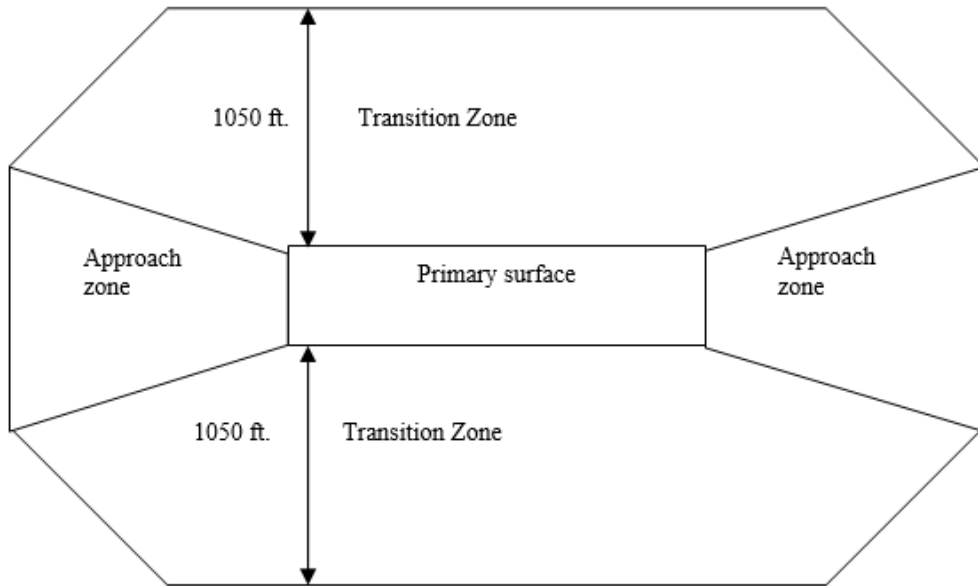 1050 ft.
Transition Zone
Approach
zone
Primary surface
Approach
zone
1050 ft.
Transition Zone